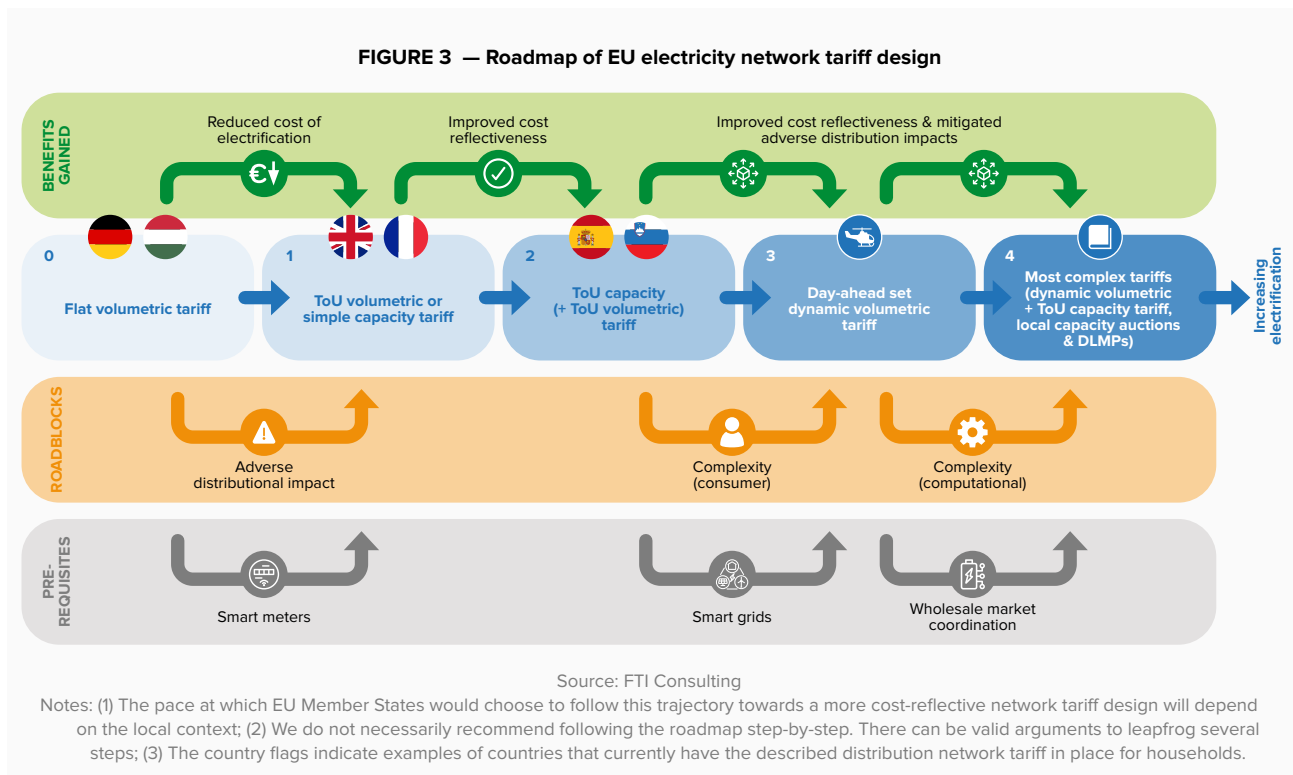 FIGURE 3 — Roadmap of EU electricity network tariff design
BENEFITS
GAINED
Reduced cost of
electrification
Improved cost
reflectiveness
Improved cost reflectiveness & mitigated
adverse distribution impacts
€
0
Flat volumetric tariff
1
ToU volumetric or
simple capacity tariff
2
ToU capacity
(+ ToU volumetric)
tariff
3
Day-ahead set
dynamic volumetric
tariff
4
Most complex tariffs
(dynamic volumetric
+ ToU capacity tariff,
local capacity auctions
& DLMPs)
Increasing
electrification
ROADBLOCKS
Adverse
distributional impact
Complexity
(consumer)
Complexity
(computational)
PRE-
REQUISITES
Smart meters
Smart grids
Wholesale market
coordination
Source: FTI Consulting
Notes: (1) The pace at which EU Member States would choose to follow this trajectory towards a more cost-reflective network tariff design will depend
on the local context; (2) We do not necessarily recommend following the roadmap step-by-step. There can be valid arguments to leapfrog several
steps; (3) The country flags indicate examples of countries that currently have the described distribution network tariff in place for households.